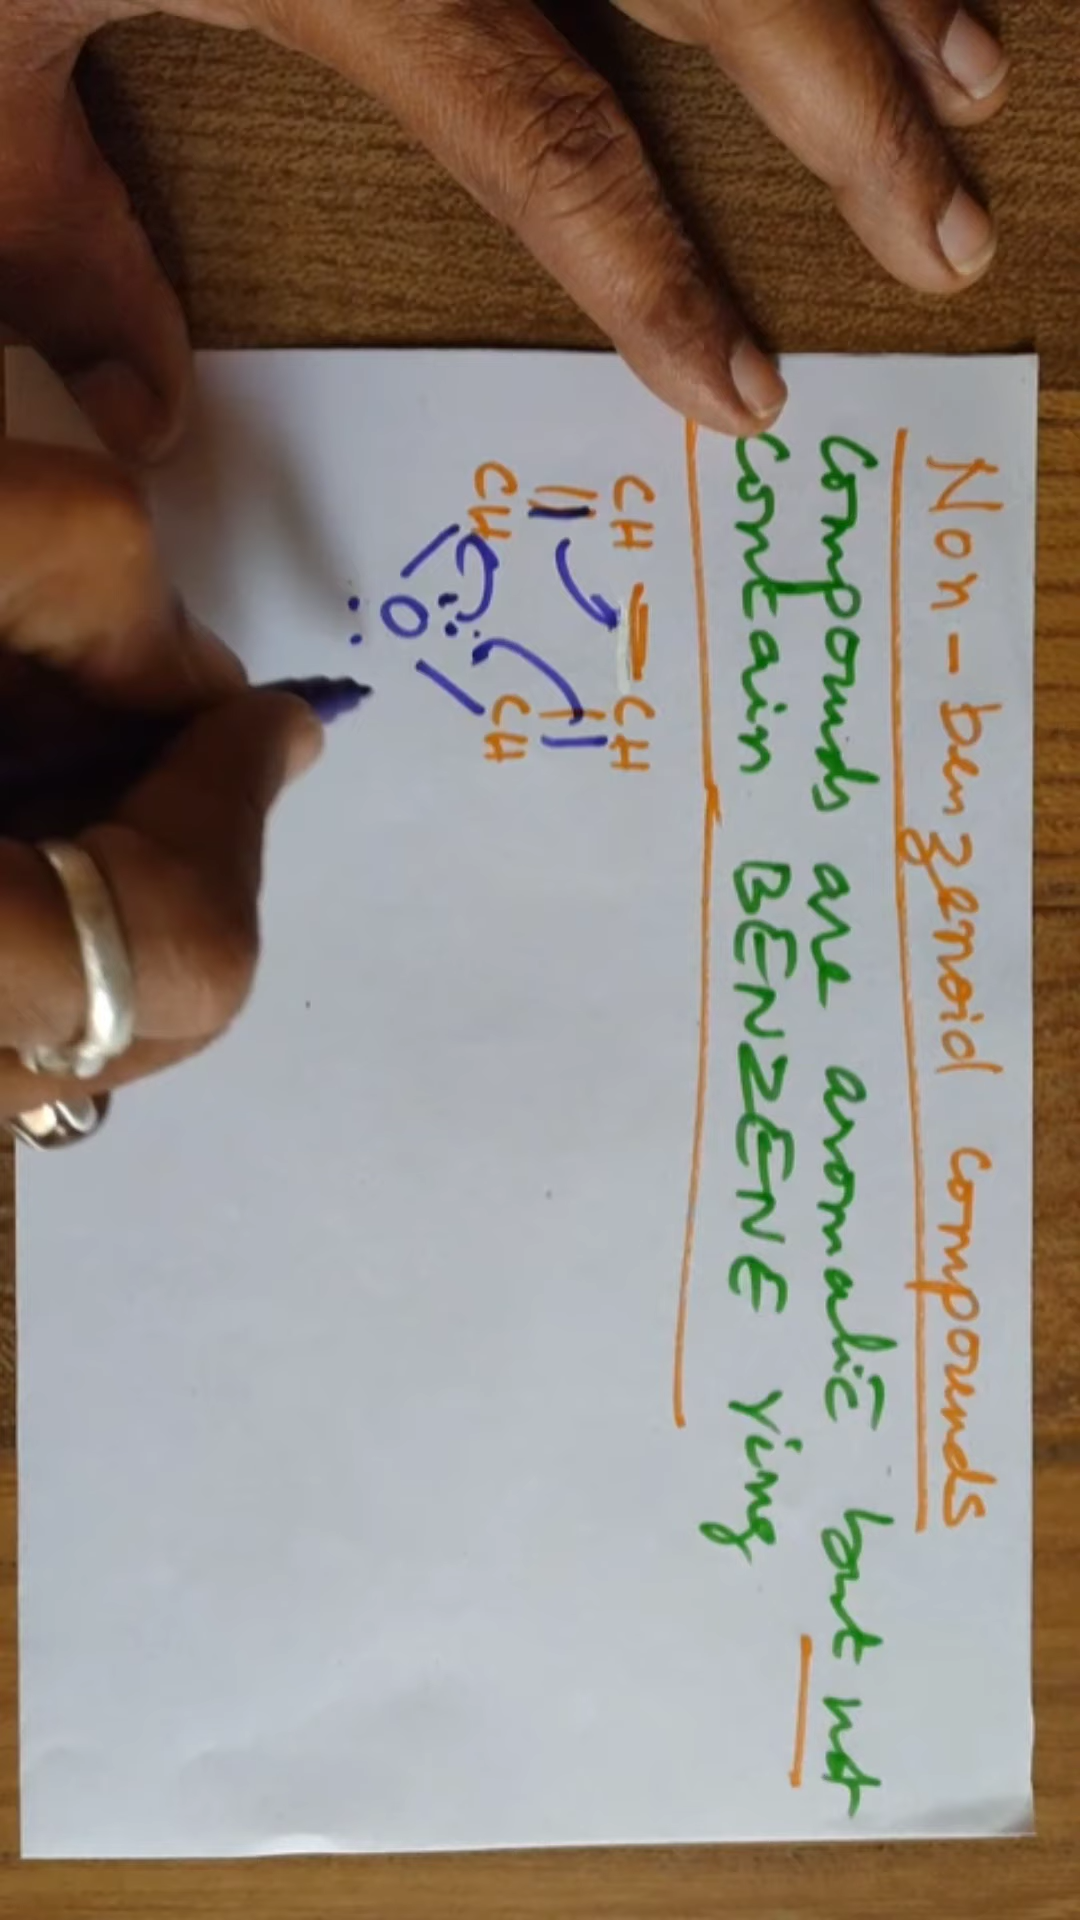 Non-benzenoid compounds
Compounds are aromatic but not
contain BENZENE ring
CH CH
CH CH
O